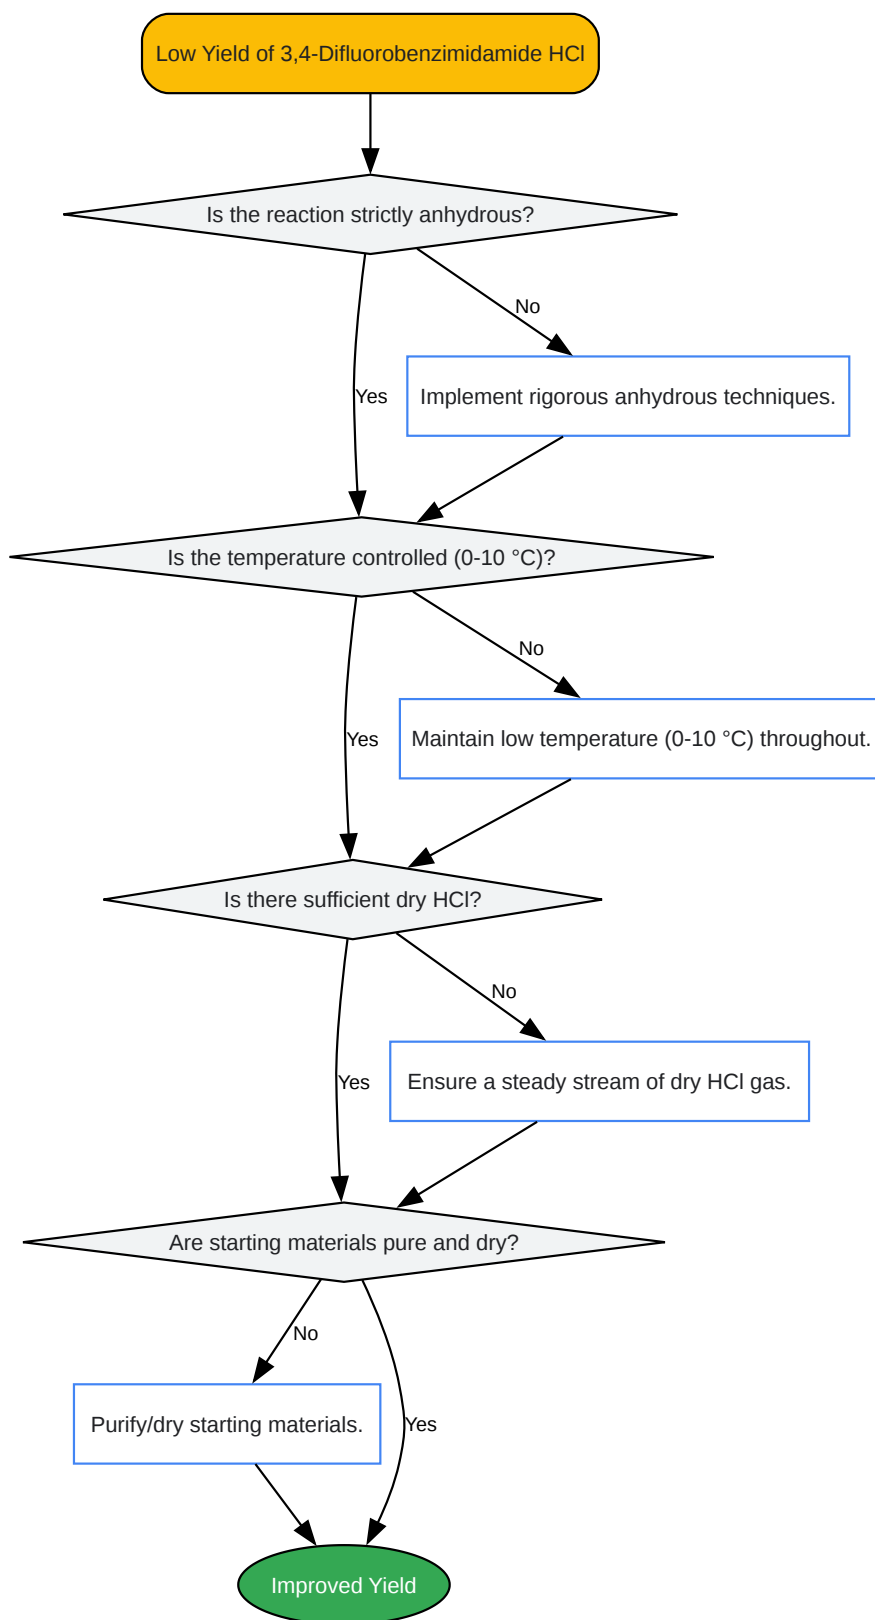 Low Yield of 3,4-Difluorobenzimidamide HCl
Is the reaction strictly anhydrous?
No
Yes
Implement rigorous anhydrous techniques.
Is the temperature controlled (0-10 °C)?
No
Yes
Maintain low temperature (0-10 °C) throughout.
Is there sufficient dry HCl?
No
Yes
Ensure a steady stream of dry HCl gas.
Are starting materials pure and dry?
No
Purify/dry starting materials.
Yes
Improved Yield